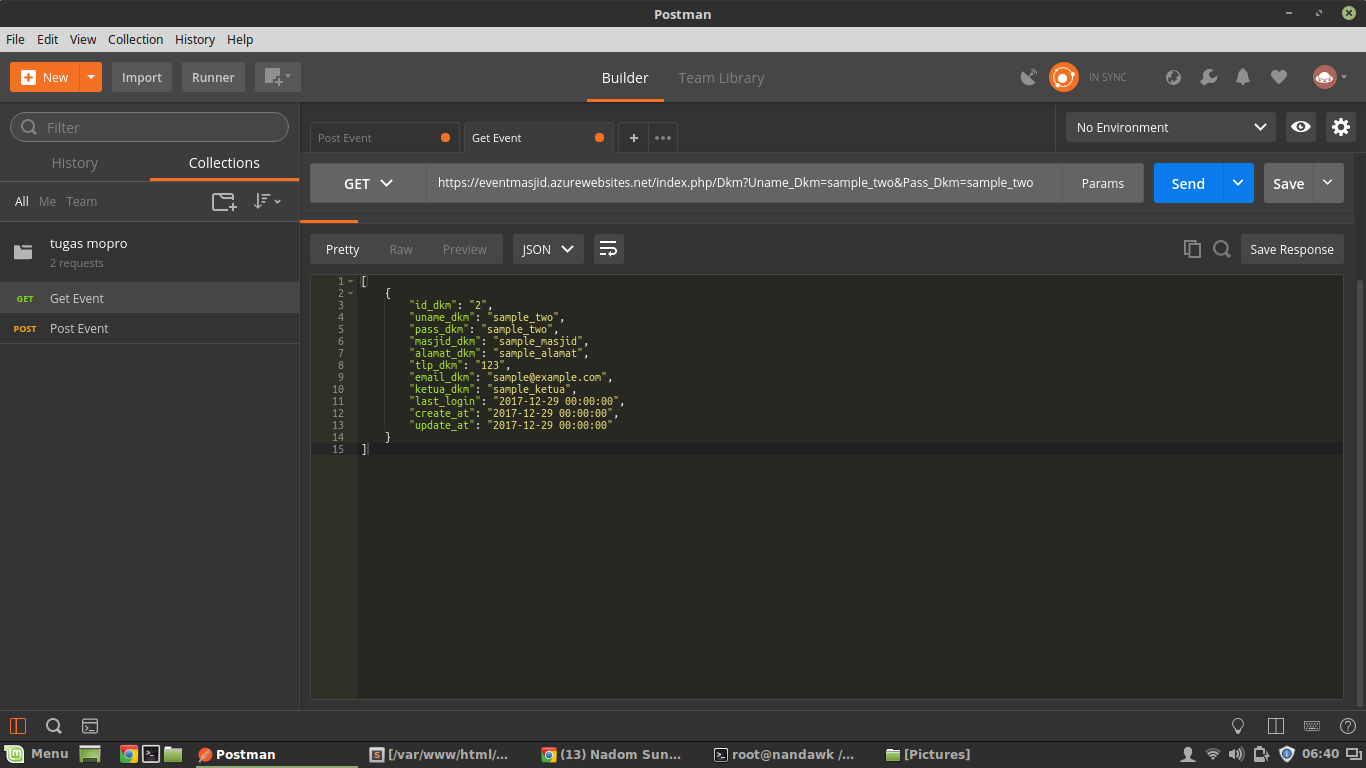 Postman
File Edit View Collection History Help
New Import Runner Builder Team Library IN SYNC
Filter
History Collections
All Me Team
tugas mopro
2 requests
GET Get Event
POST Post Event
Post Event Get Event + ••• No Environment
GET https://eventmasjid.azurewebsites.net/index.php/Dkm?Uname_Dkm=sample_two&Pass_Dkm=sample_two Params Send Save
Pretty Raw Preview JSON Save Response
1 [
2 {
3 "id_dkm": "2",
4 "uname_dkm": "sample_two",
5 "pass_dkm": "sample_two",
6 "masjid_dkm": "sample_masjid",
7 "alamat_dkm": "sample_alamat",
8 "tlp_dkm": "123",
9 "email_dkm": "sample@example.com",
10 "ketua_dkm": "sample_ketua",
11 "last_login": "2017-12-29 00:00:00",
12 "create_at": "2017-12-29 00:00:00",
13 "update_at": "2017-12-29 00:00:00"
14 }
15 ]
Menu Postman [/var/www/html/... (13) Nadom Sun... root@nandawk /... [Pictures] 06:40